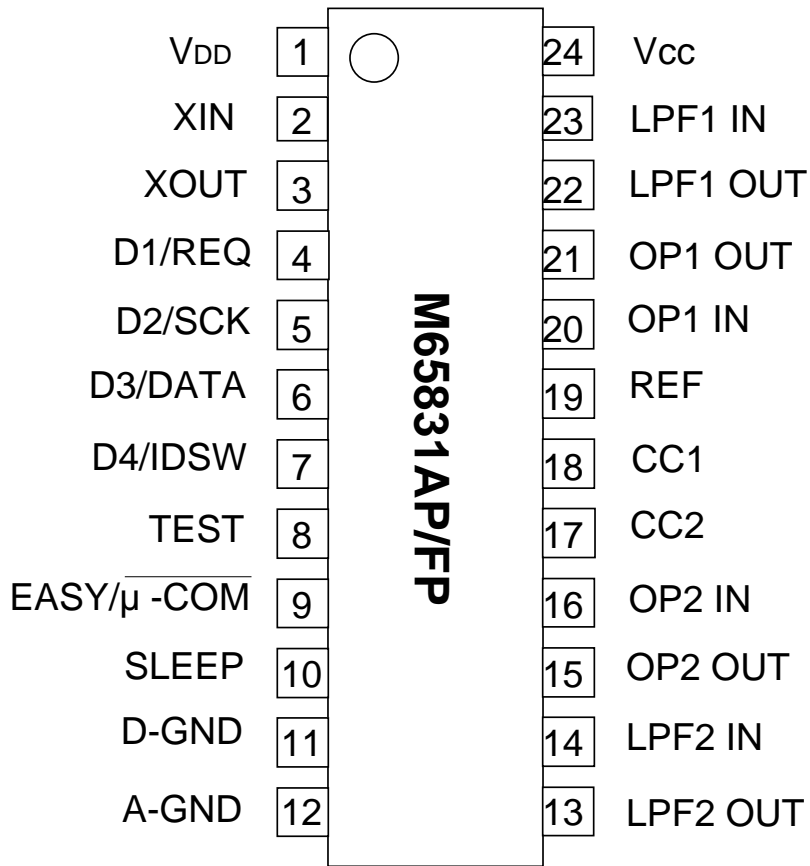 VDD 1 24 Vcc
XIN 2 23 LPF1 IN
XOUT 3 22 LPF1 OUT
D1/REQ 4 21 OP1 OUT
D2/SCK 5 20 OP1 IN
D3/DATA 6 19 REF
D4/IDSW 7 18 CC1
TEST 8 17 CC2
EASY/µ -COM 9 16 OP2 IN
SLEEP 10 15 OP2 OUT
D-GND 11 14 LPF2 IN
A-GND 12 13 LPF2 OUT
M65831AP/FP